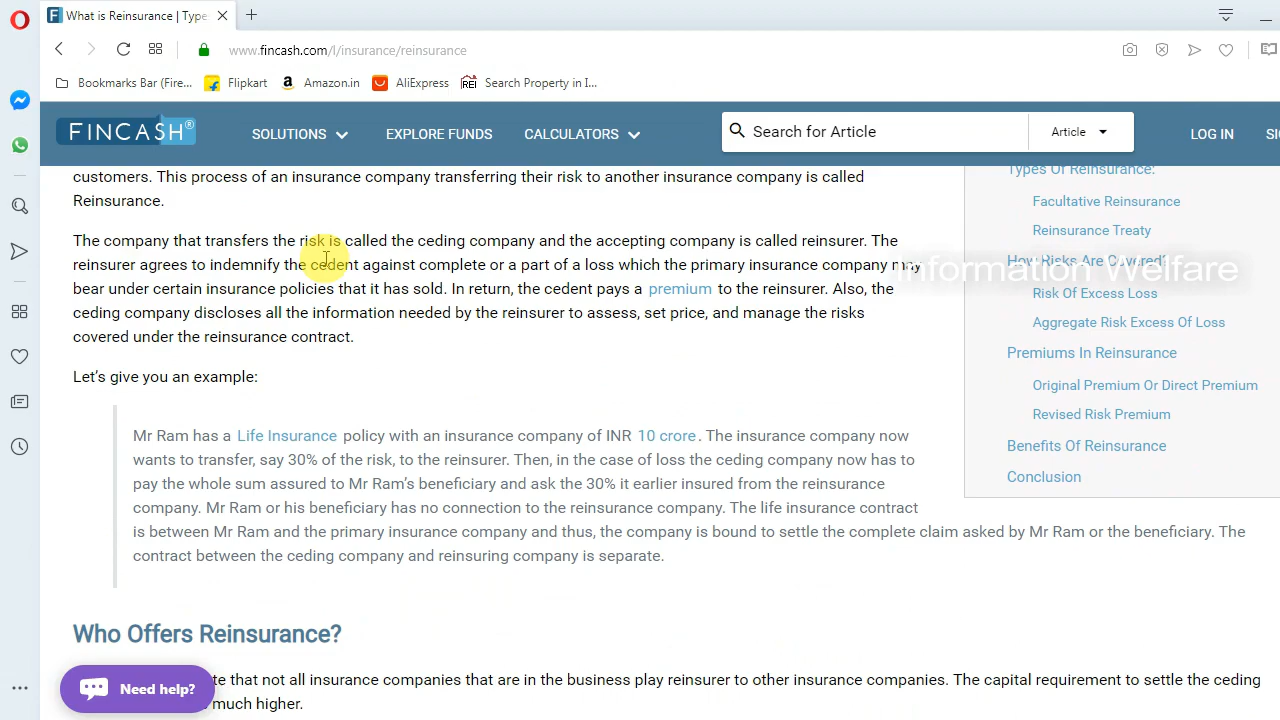 What is Reinsurance | Type
www.fincash.com/l/insurance/reinsurance
Bookmarks Bar (Fire...
Flipkart
Amazon.in
AliExpress
Search Property in I...
FINCASH®
SOLUTIONS
EXPLORE FUNDS
CALCULATORS
Search for Article
Article
LOG IN
customers. This process of an insurance company transferring their risk to another insurance company is called
Reinsurance.
The company that transfers the risk is called the ceding company and the accepting company is called reinsurer. The
reinsurer agrees to indemnify the cedent against complete or a part of a loss which the primary insurance company may
bear under certain insurance policies that it has sold. In return, the cedent pays a premium to the reinsurer. Also, the
ceding company discloses all the information needed by the reinsurer to assess, set price, and manage the risks
covered under the reinsurance contract.
Let's give you an example:
Mr Ram has a Life Insurance policy with an insurance company of INR 10 crore. The insurance company now
wants to transfer, say 30% of the risk, to the reinsurer. Then, in the case of loss the ceding company now has to
pay the whole sum assured to Mr Ram's beneficiary and ask the 30% it earlier insured from the reinsurance
company. Mr Ram or his beneficiary has no connection to the reinsurance company. The life insurance contract
is between Mr Ram and the primary insurance company and thus, the company is bound to settle the complete claim asked by Mr Ram or the beneficiary. The
contract between the ceding company and reinsuring company is separate.
Who Offers Reinsurance?
that not all insurance companies that are in the business play reinsurer to other insurance companies. The capital requirement to settle the ceding
much higher.
Need help?
Types Of Reinsurance:
Facultative Reinsurance
Reinsurance Treaty
How Risks Are Covered?
Information Welfare
Risk Of Excess Loss
Aggregate Risk Excess Of Loss
Premiums In Reinsurance
Original Premium Or Direct Premium
Revised Risk Premium
Benefits Of Reinsurance
Conclusion